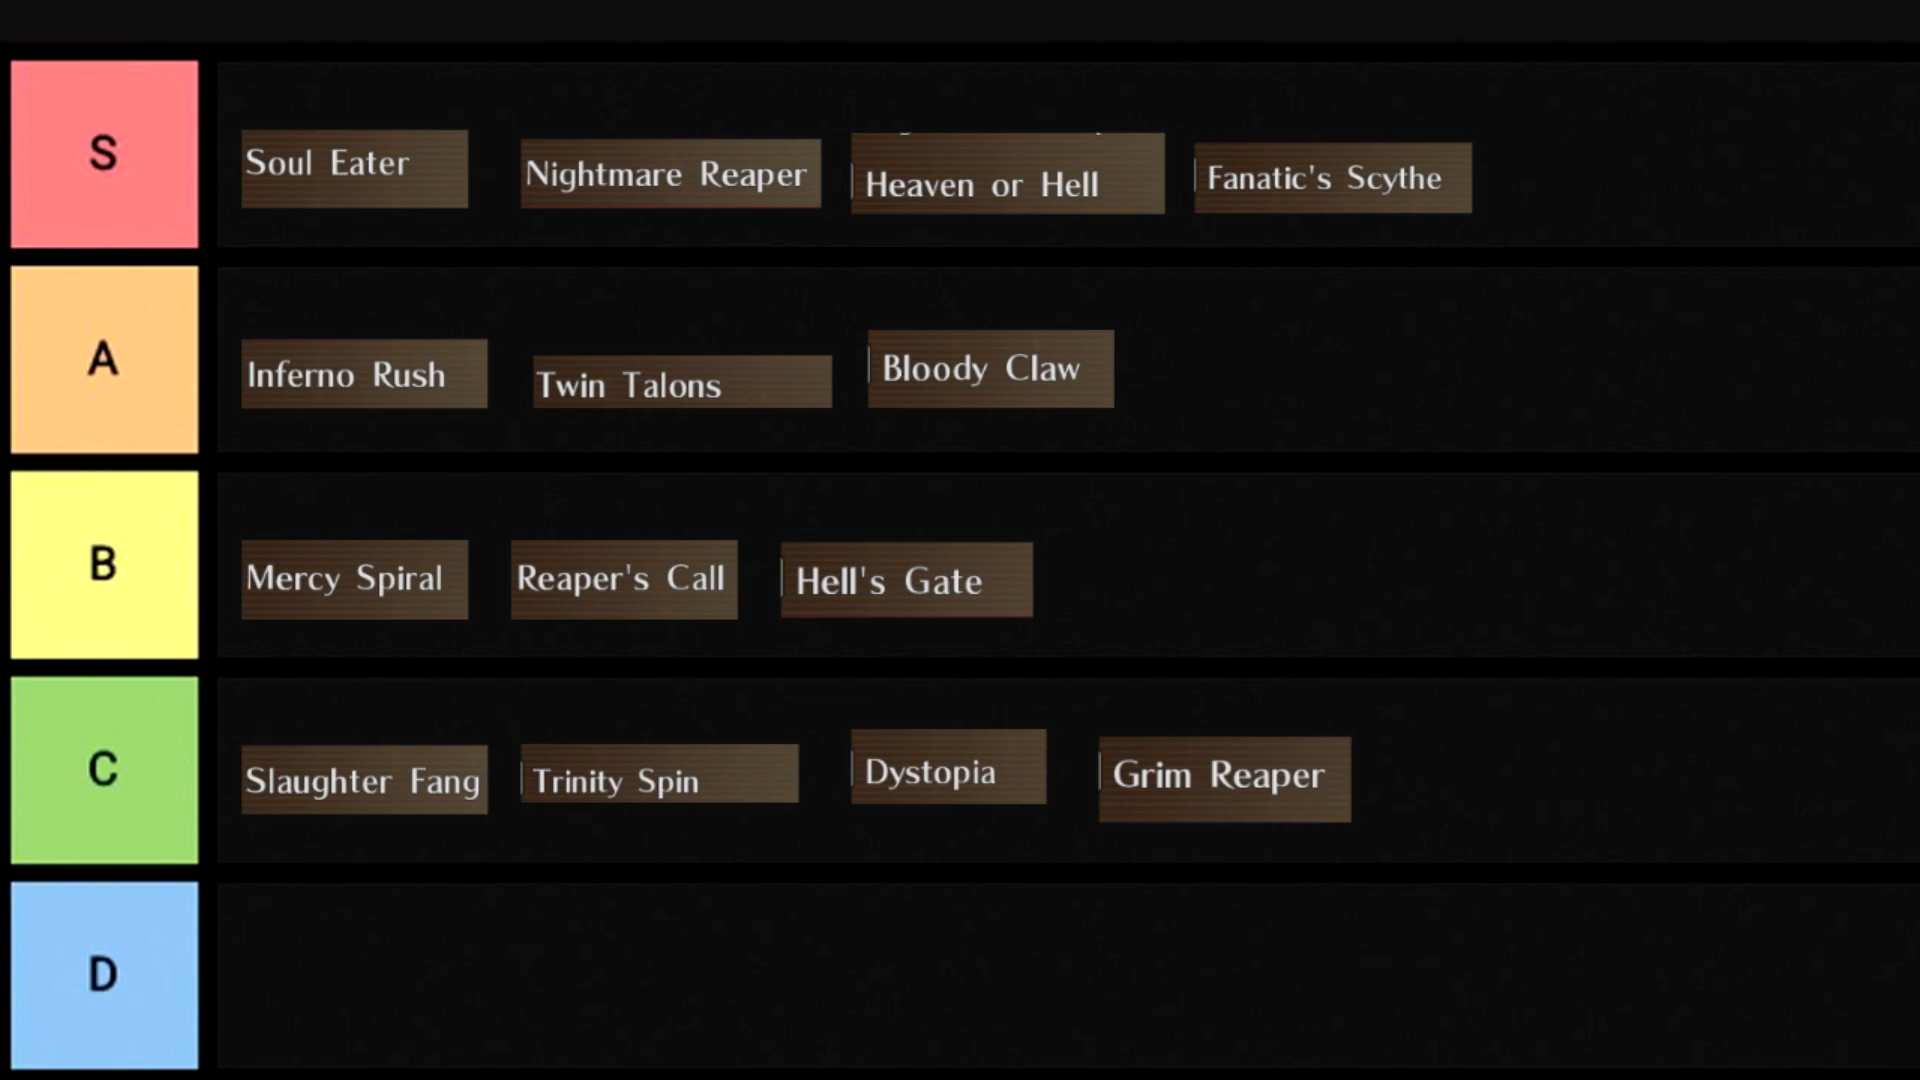 S
Soul Eater
Nightmare Reaper
Heaven or Hell
Fanatic's Scythe
A
Inferno Rush
Twin Talons
Bloody Claw
B
Mercy Spiral
Reaper's Call
Hell's Gate
C
Slaughter Fang
Trinity Spin
Dystopia
Grim Reaper
D